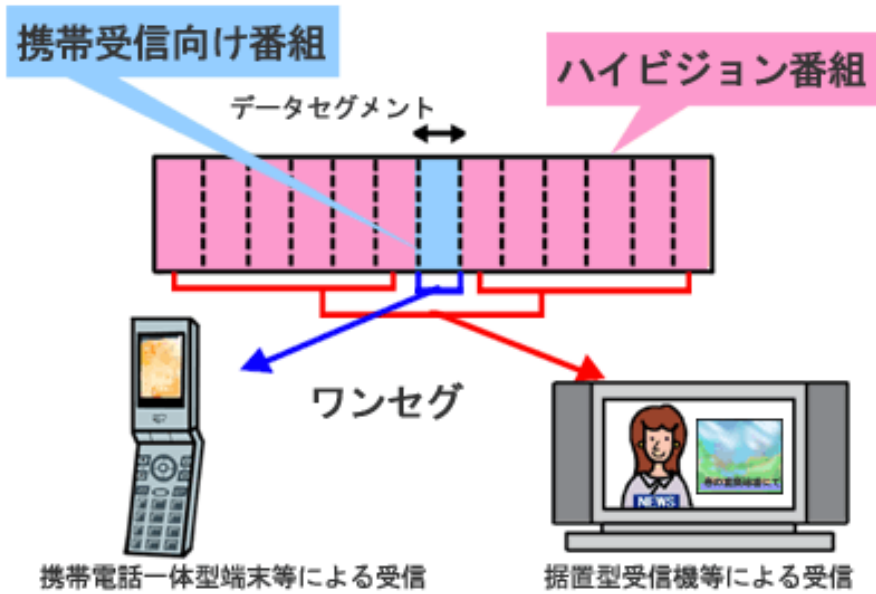 携帯受信向け番組
ハイビジョン番組
データセグメント
ワンセグ
NEWS
携帯電話一体型端末等による受信
据置型受信機等による受信